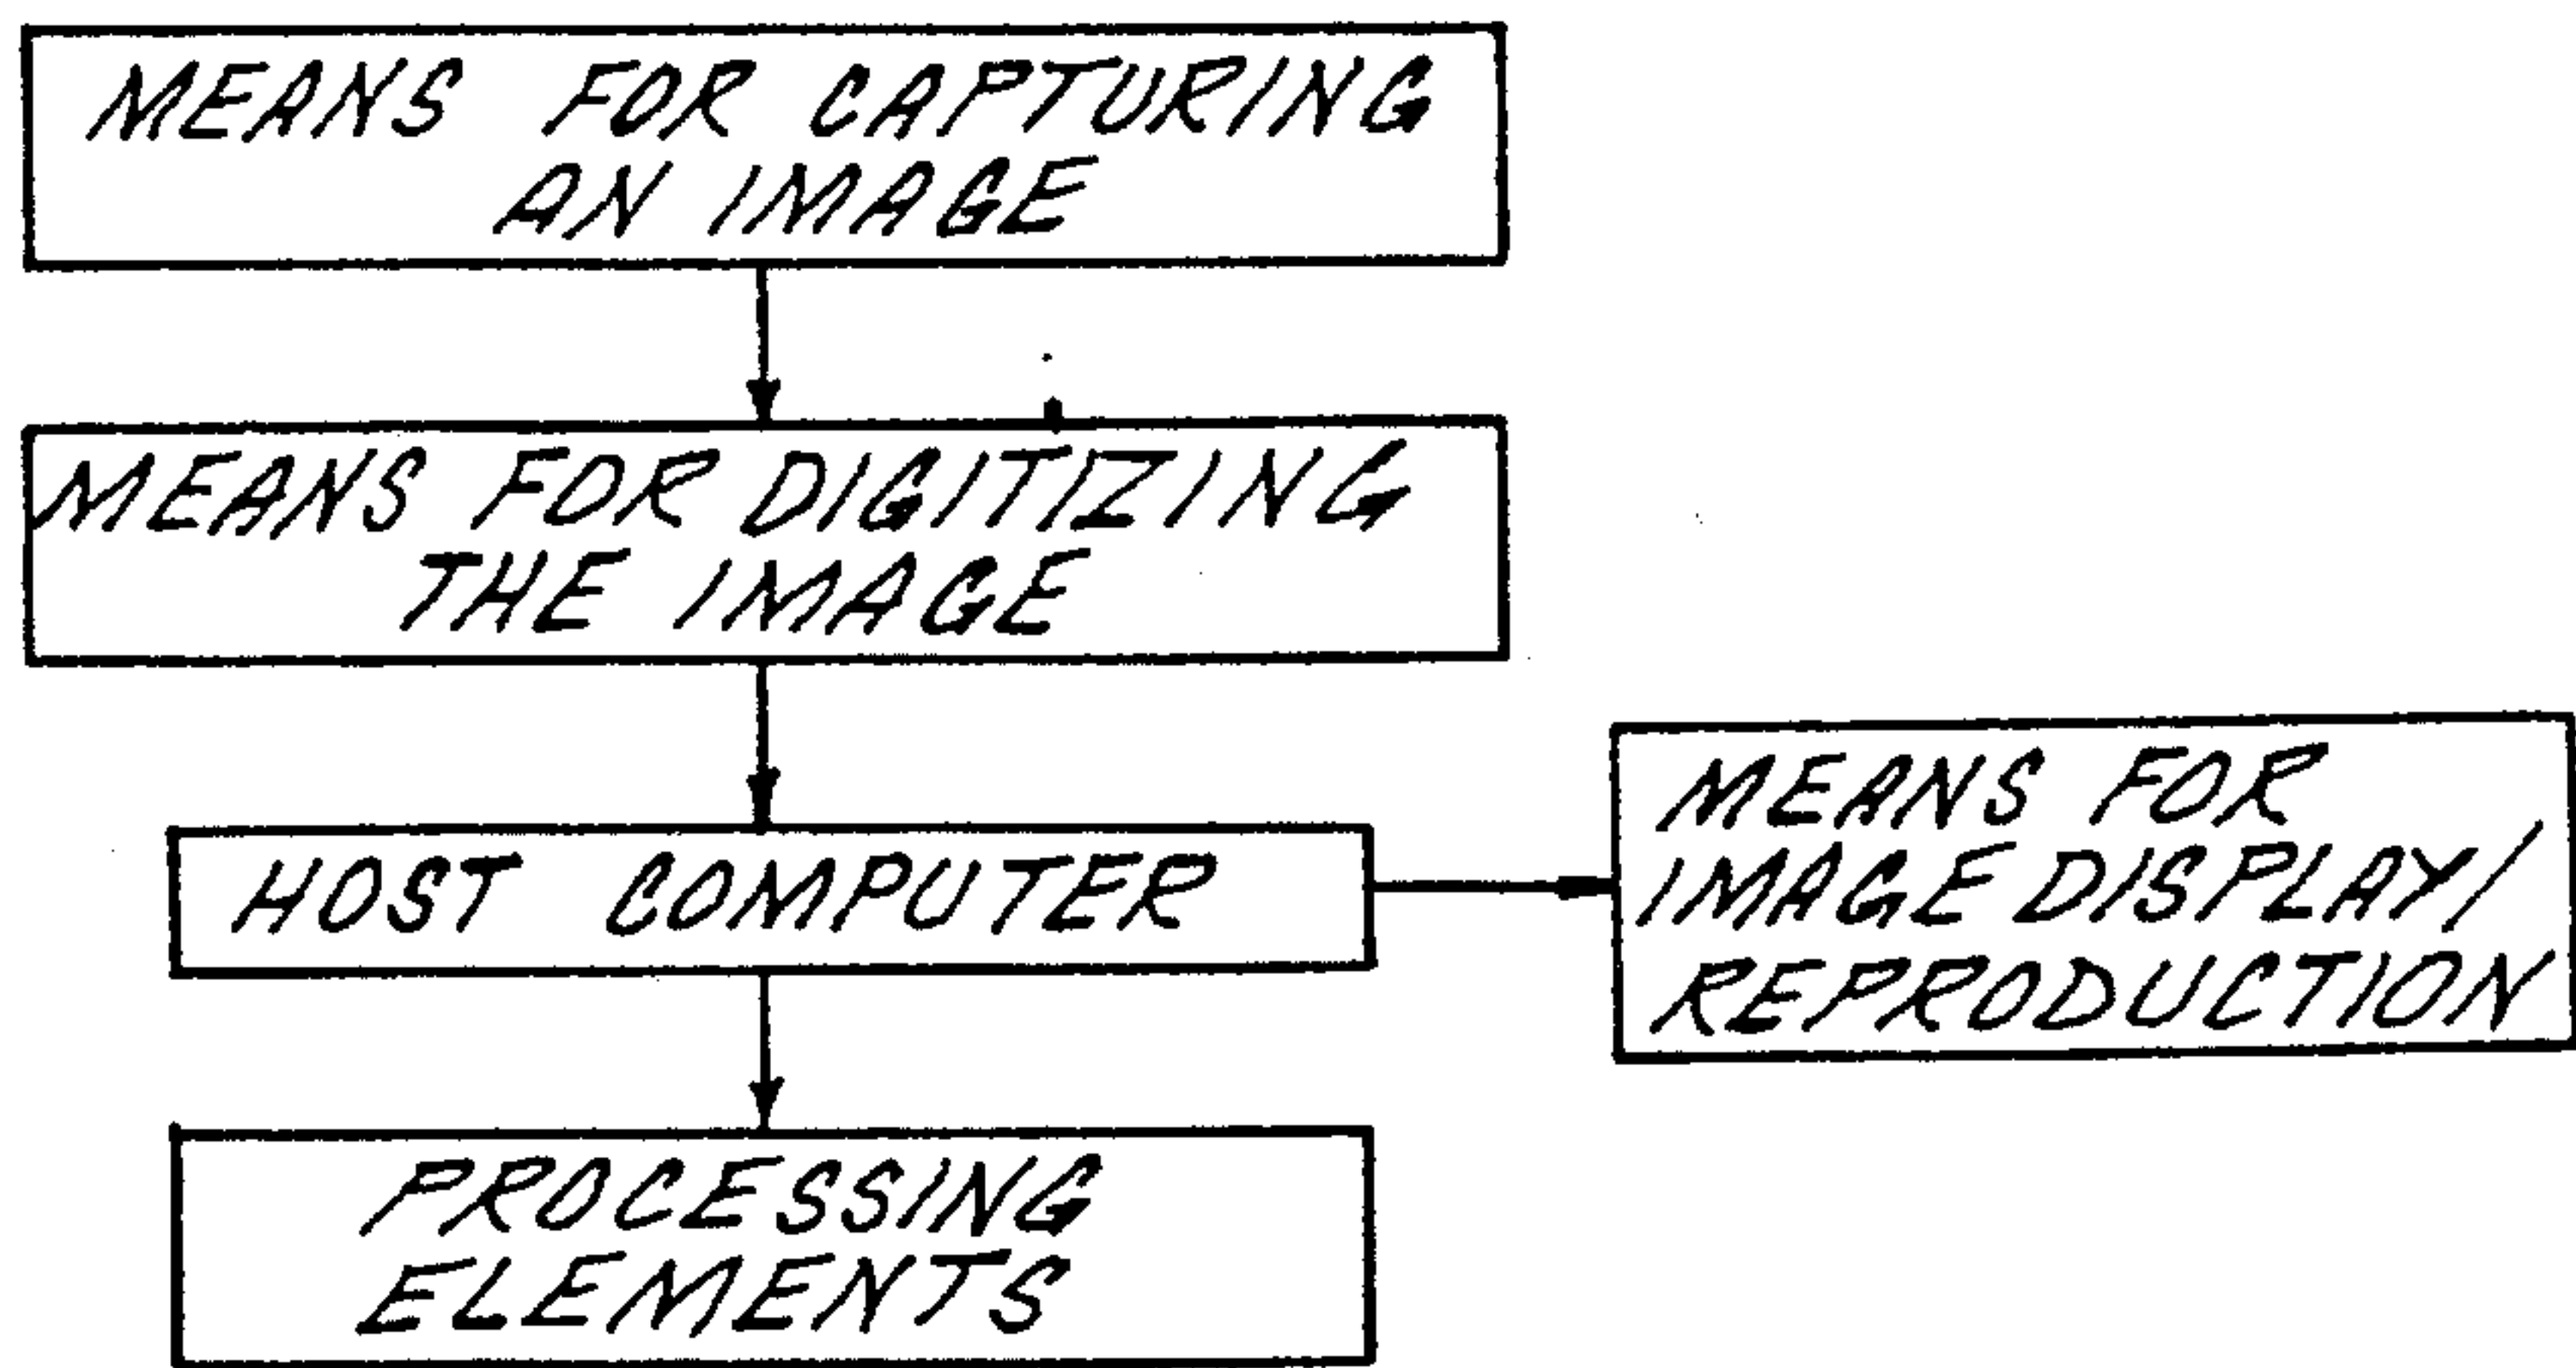 MEANS FOR CAPTURING
AN IMAGE
MEANS FOR DIGITIZING
THE IMAGE
HOST COMPUTER
MEANS FOR
IMAGE DISPLAY/
REPRODUCTION
PROCESSING
ELEMENTS